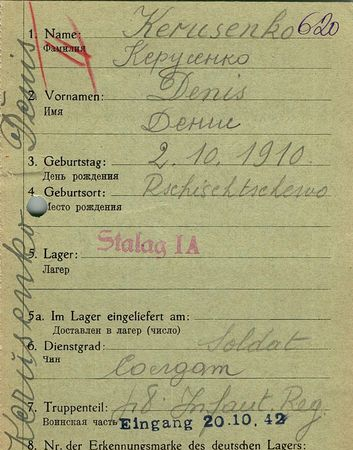 620
1. Name: Kerusenko
Фамилия Керусенко
2. Vornamen: Denis
Имя Денис
3. Geburtstag: 2. 10. 1910.
День рождения
4. Geburtsort: Rschischtschewo
Место рождения
5. Lager: Stalag IA
Лагер
5a. Im Lager eingeliefert am:
Доставлен в лагер (число)
6. Dienstgrad: Soldat
Чин Солдат
7. Truppenteil: Infant. Reg.
Воинская часть Eingang 20.10.42
8. Nr. der Erkennungsmarke des deutschen Lagers:
Kerusenko Denis